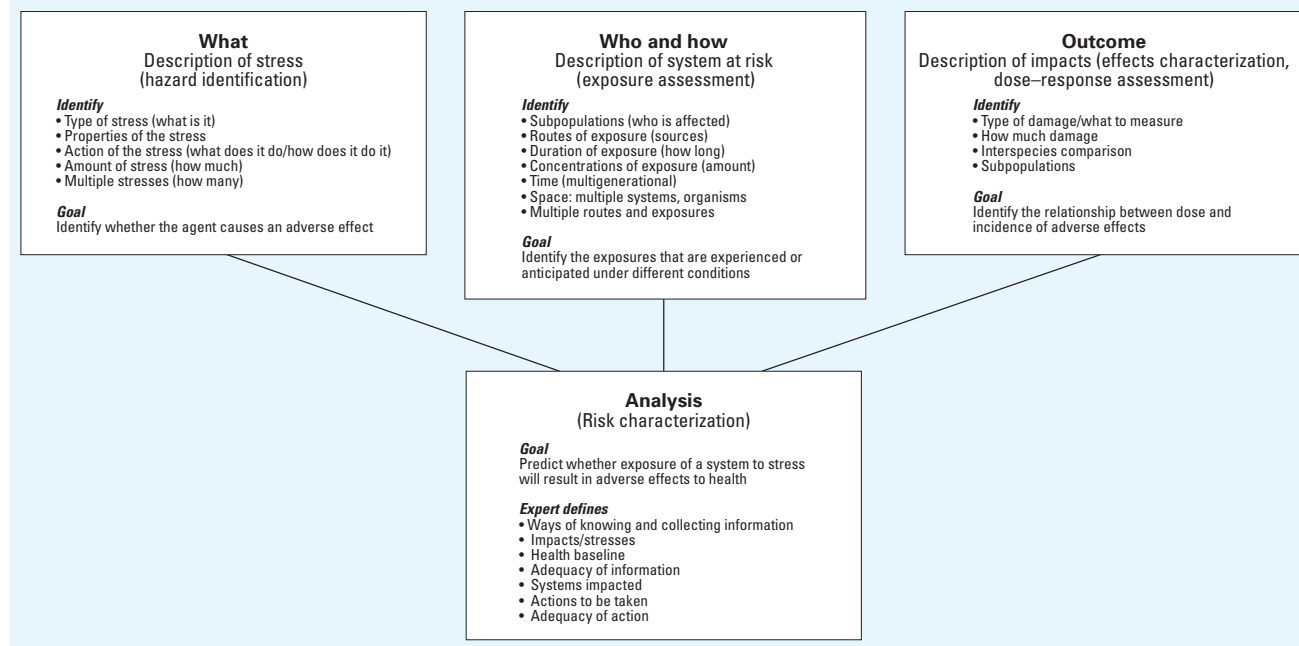 What
Description of stress
(hazard identification)
Identify
• Type of stress (what is it)
• Properties of the stress
• Action of the stress (what does it do/how does it do it)
• Amount of stress (how much)
• Multiple stresses (how many)
Goal
Identify whether the agent causes an adverse effect
Who and how
Description of system at risk
(exposure assessment)
Identify
• Subpopulations (who is affected)
• Routes of exposure (sources)
• Duration of exposure (how long)
• Concentrations of exposure (amount)
• Time (multigenerational)
• Space: multiple systems, organisms
• Multiple routes and exposures
Goal
Identify the exposures that are experienced or
anticipated under different conditions
Outcome
Description of impacts (effects characterization,
dose–response assessment)
Identify
• Type of damage/what to measure
• How much damage
• Interspecies comparison
• Subpopulations
Goal
Identify the relationship between dose and
incidence of adverse effects
Analysis
(Risk characterization)
Goal
Predict whether exposure of a system to stress
will result in adverse effects to health
Expert defines
• Ways of knowing and collecting information
• Impacts/stresses
• Health baseline
• Adequacy of information
• Systems impacted
• Actions to be taken
• Adequacy of action